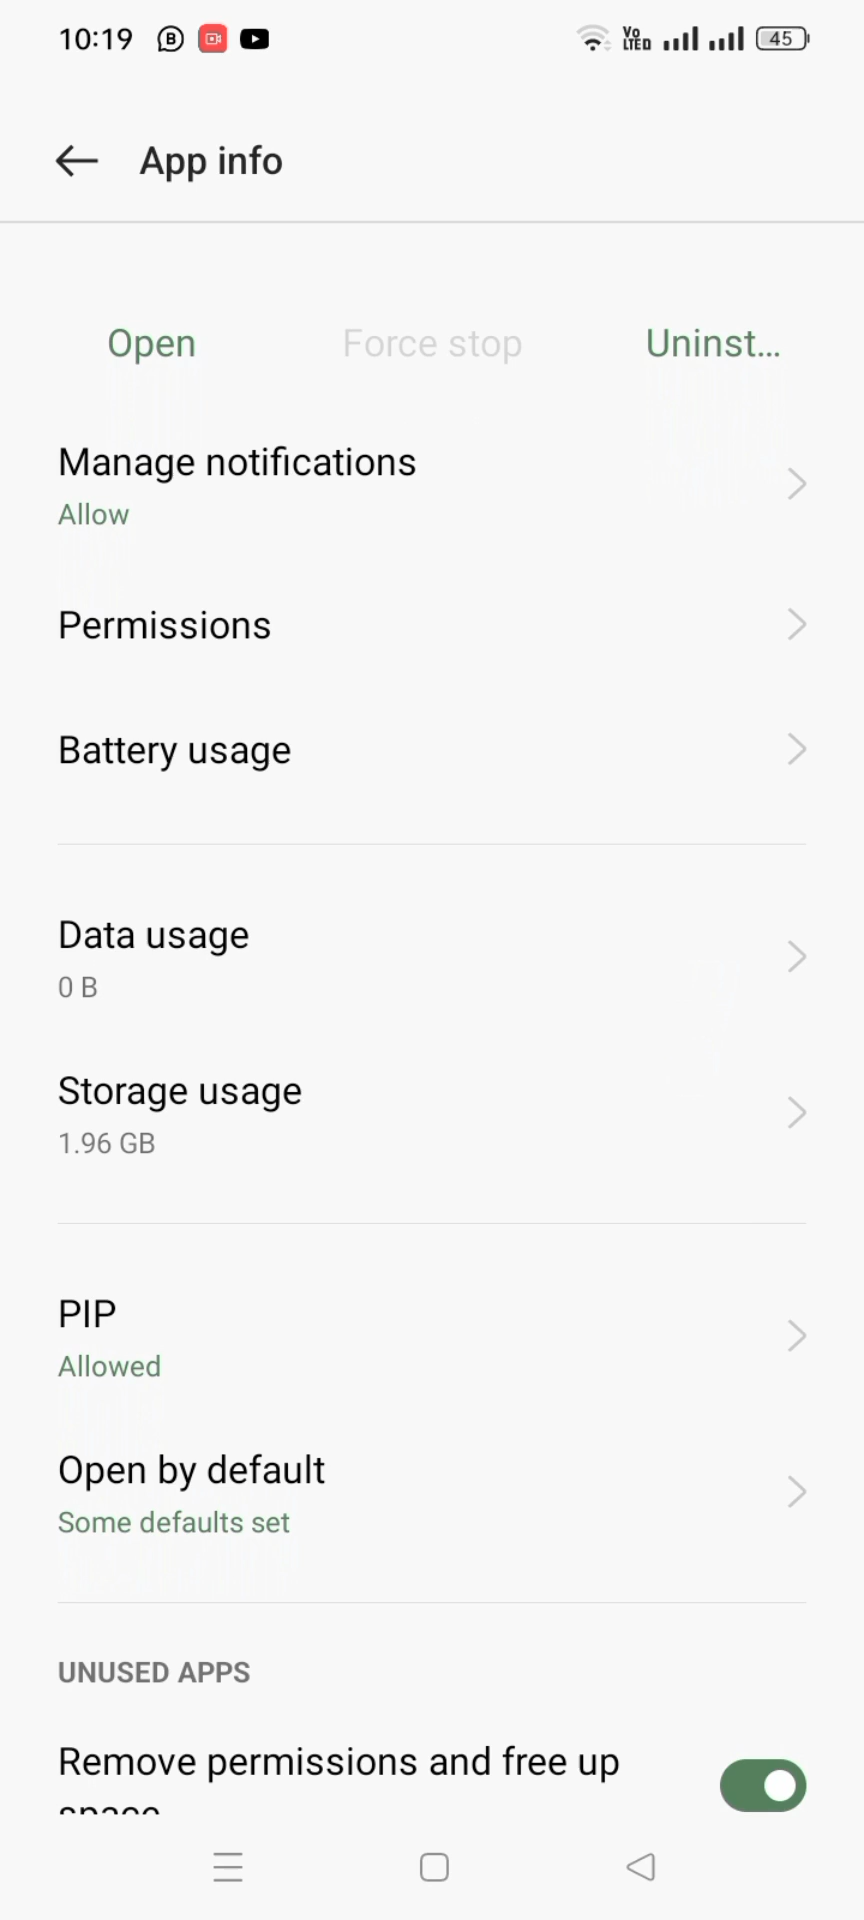 10:19 VoLTED 45
App info
Open Force stop Uninst...
Manage notifications
Allow
Permissions
Battery usage
Data usage
0 B
Storage usage
1.96 GB
PIP
Allowed
Open by default
Some defaults set
UNUSED APPS
Remove permissions and free up
space